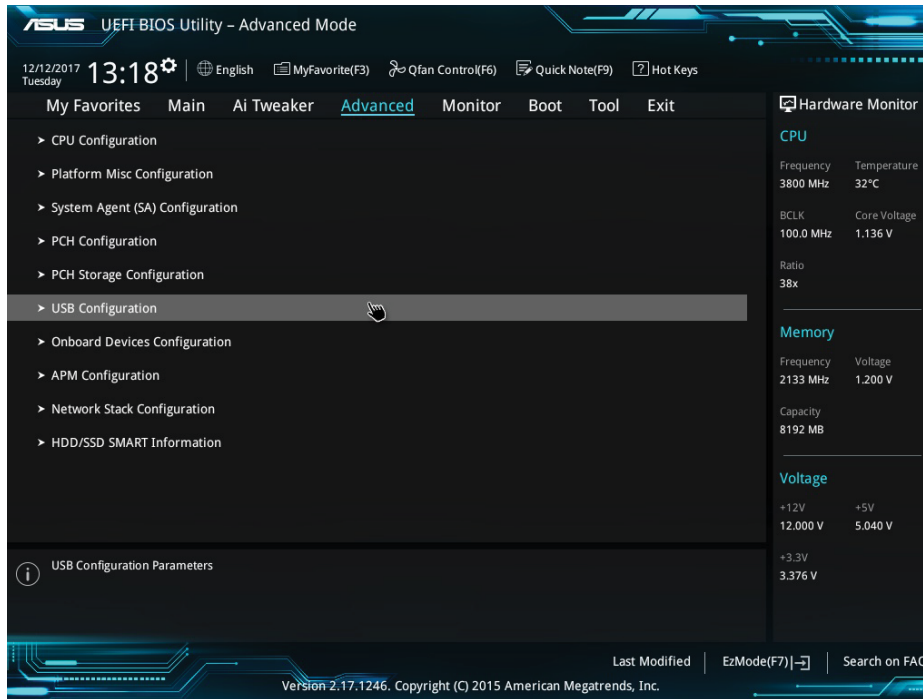 ASUS UEFI BIOS Utility – Advanced Mode
12/12/2017 Tuesday 13:18 English MyFavorite(F3) Qfan Control(F6) Quick Note(F9) ? Hot Keys
My Favorites Main Ai Tweaker Advanced Monitor Boot Tool Exit
CPU Configuration
Platform Misc Configuration
System Agent (SA) Configuration
PCH Configuration
PCH Storage Configuration
USB Configuration
Onboard Devices Configuration
APM Configuration
Network Stack Configuration
HDD/SSD SMART Information
USB Configuration Parameters
Hardware Monitor
CPU
Frequency Temperature
3800 MHz 32°C
BCLK Core Voltage
100.0 MHz 1.136 V
Ratio
38x
Memory
Frequency Voltage
2133 MHz 1.200 V
Capacity
8192 MB
Voltage
+12V +5V
12.000 V 5.040 V
+3.3V
3.376 V
Last Modified EzMode(F7) Search on FAQ
Version 2.17.1246. Copyright (C) 2015 American Megatrends, Inc.